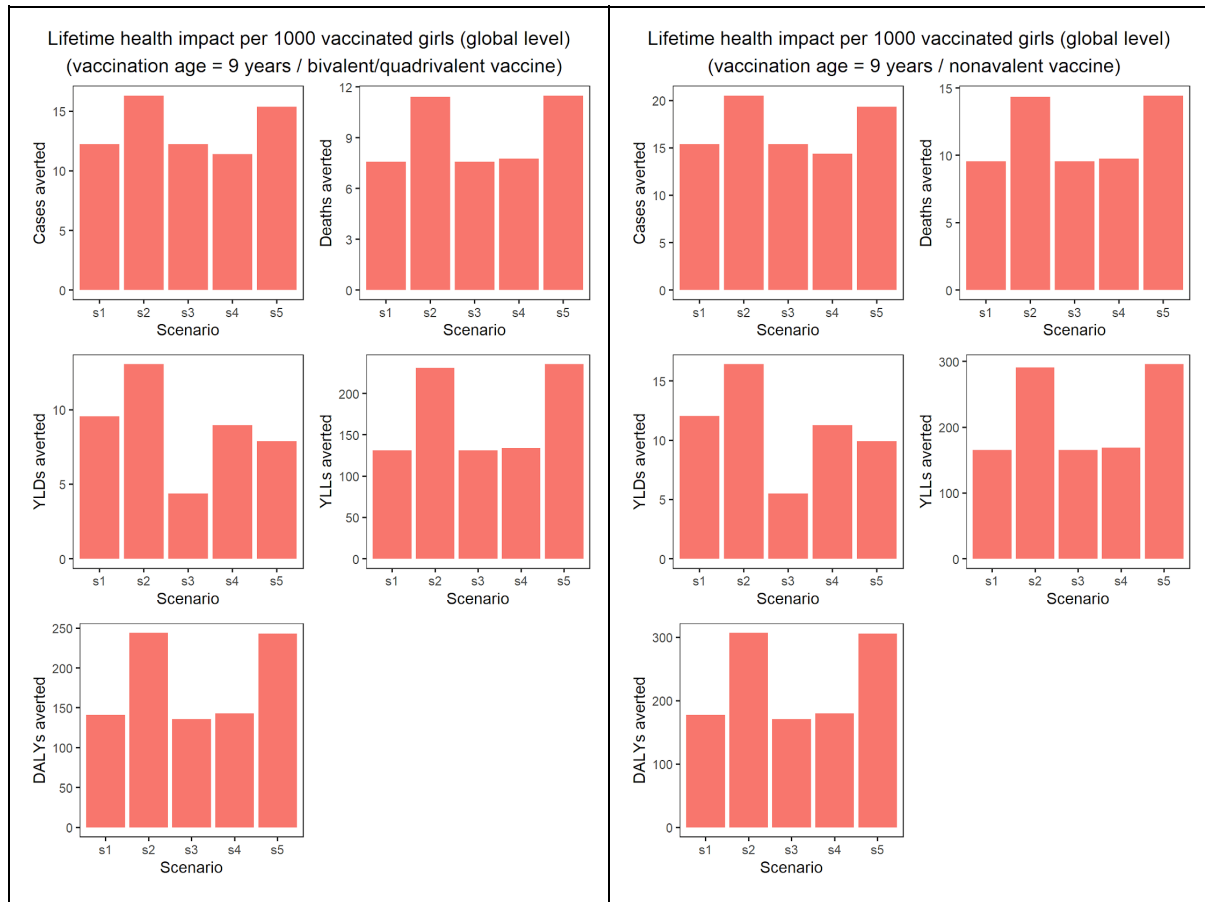 Lifetime health impact per 1000 vaccinated girls (global level)
(vaccination age = 9 years / bivalent/quadrivalent vaccine)
Cases averted
15
10
5
0
s1 s2 s3 s4 s5
Scenario
Deaths averted
12
9
6
3
0
s1 s2 s3 s4 s5
Scenario
YLDs averted
10
5
0
s1 s2 s3 s4 s5
Scenario
YLLs averted
200
150
100
50
0
s1 s2 s3 s4 s5
Scenario
DALYs averted
250
200
150
100
50
0
s1 s2 s3 s4 s5
Scenario
Lifetime health impact per 1000 vaccinated girls (global level)
(vaccination age = 9 years / nonavalent vaccine)
Cases averted
20
15
10
5
0
s1 s2 s3 s4 s5
Scenario
Deaths averted
15
10
5
0
s1 s2 s3 s4 s5
Scenario
YLDs averted
15
10
5
0
s1 s2 s3 s4 s5
Scenario
YLLs averted
300
200
100
0
s1 s2 s3 s4 s5
Scenario
DALYs averted
300
200
100
0
s1 s2 s3 s4 s5
Scenario